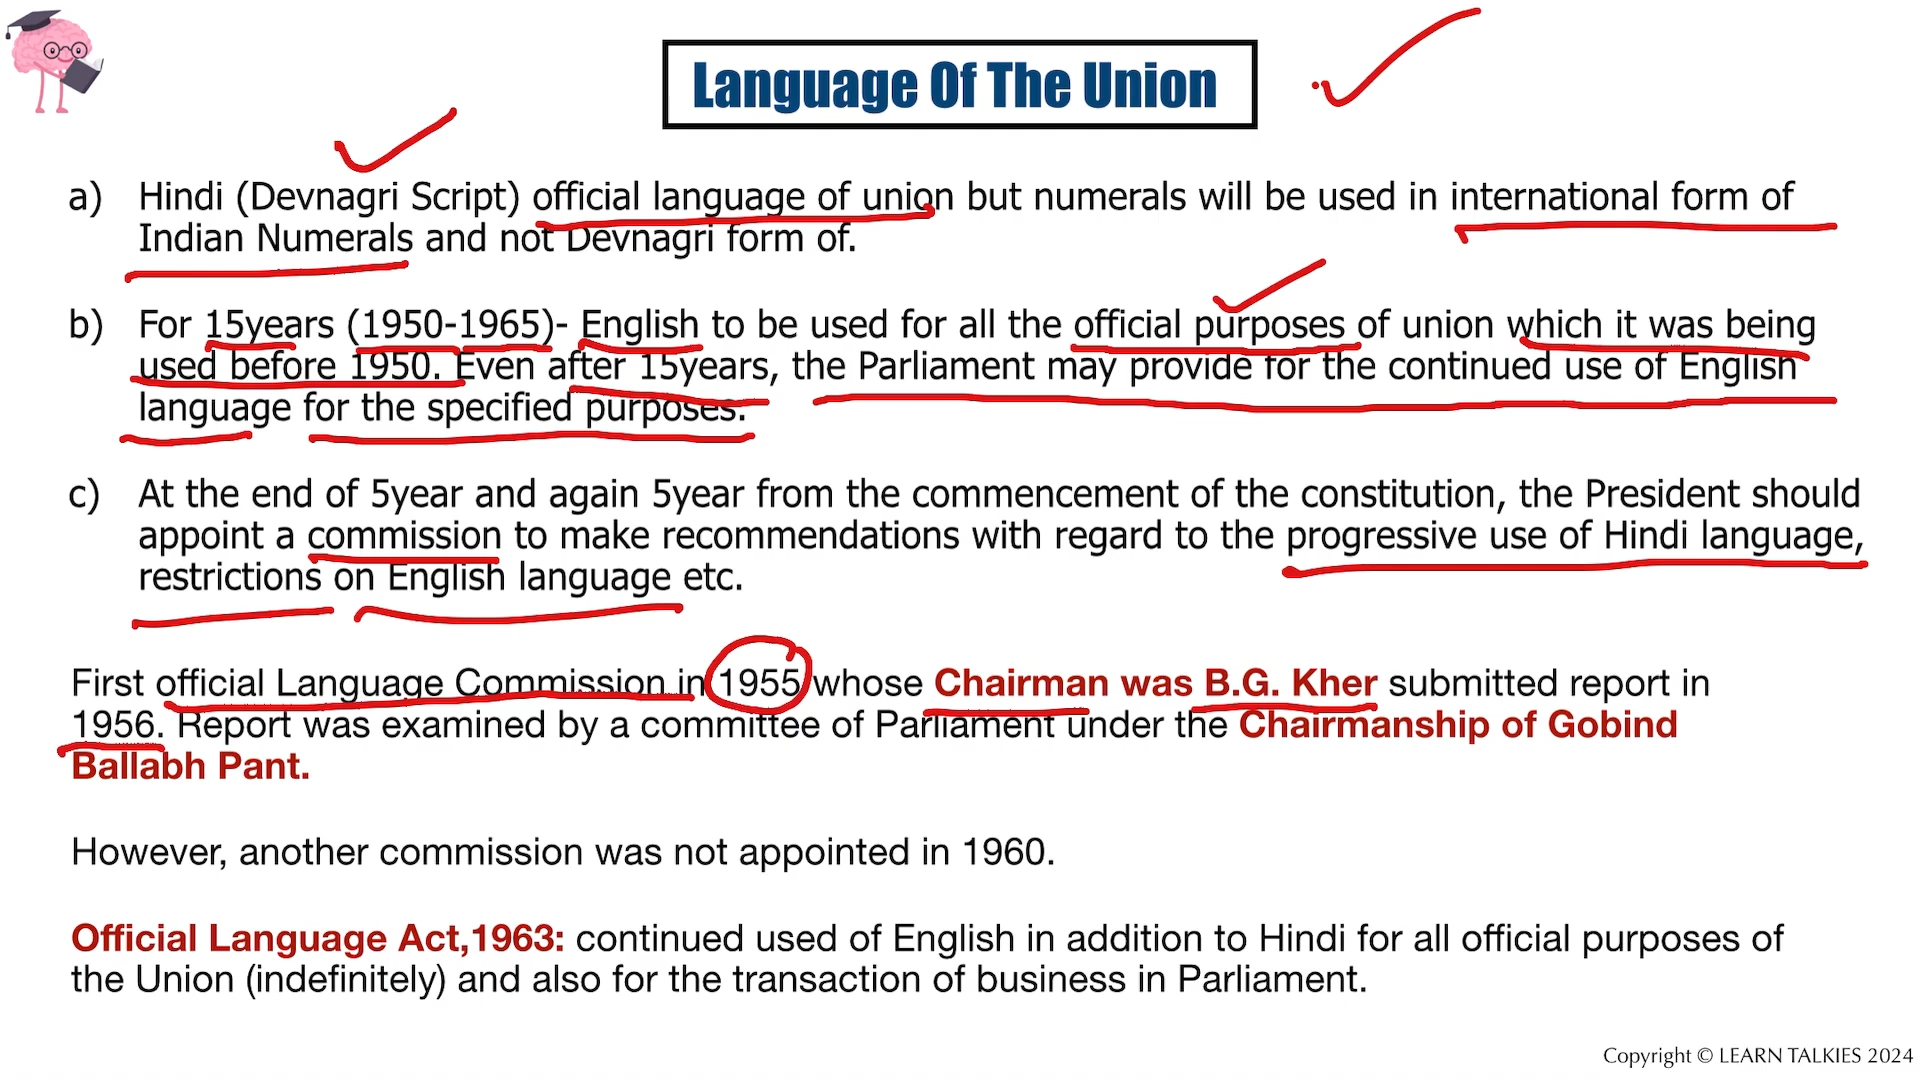 Language Of The Union
a) Hindi (Devnagri Script) official language of union but numerals will be used in international form of
Indian Numerals and not Devnagri form of.
b) For 15years (1950-1965)- English to be used for all the official purposes of union which it was being
used before 1950. Even after 15years, the Parliament may provide for the continued use of English
language for the specified purposes.
c) At the end of 5year and again 5year from the commencement of the constitution, the President should
appoint a commission to make recommendations with regard to the progressive use of Hindi language,
restrictions on English language etc.
First official Language Commission in 1955 whose Chairman was B.G. Kher submitted report in
1956. Report was examined by a committee of Parliament under the Chairmanship of Gobind
Ballabh Pant.
However, another commission was not appointed in 1960.
Official Language Act,1963: continued used of English in addition to Hindi for all official purposes of
the Union (indefinitely) and also for the transaction of business in Parliament.
Copyright © LEARN TALKIES 2024